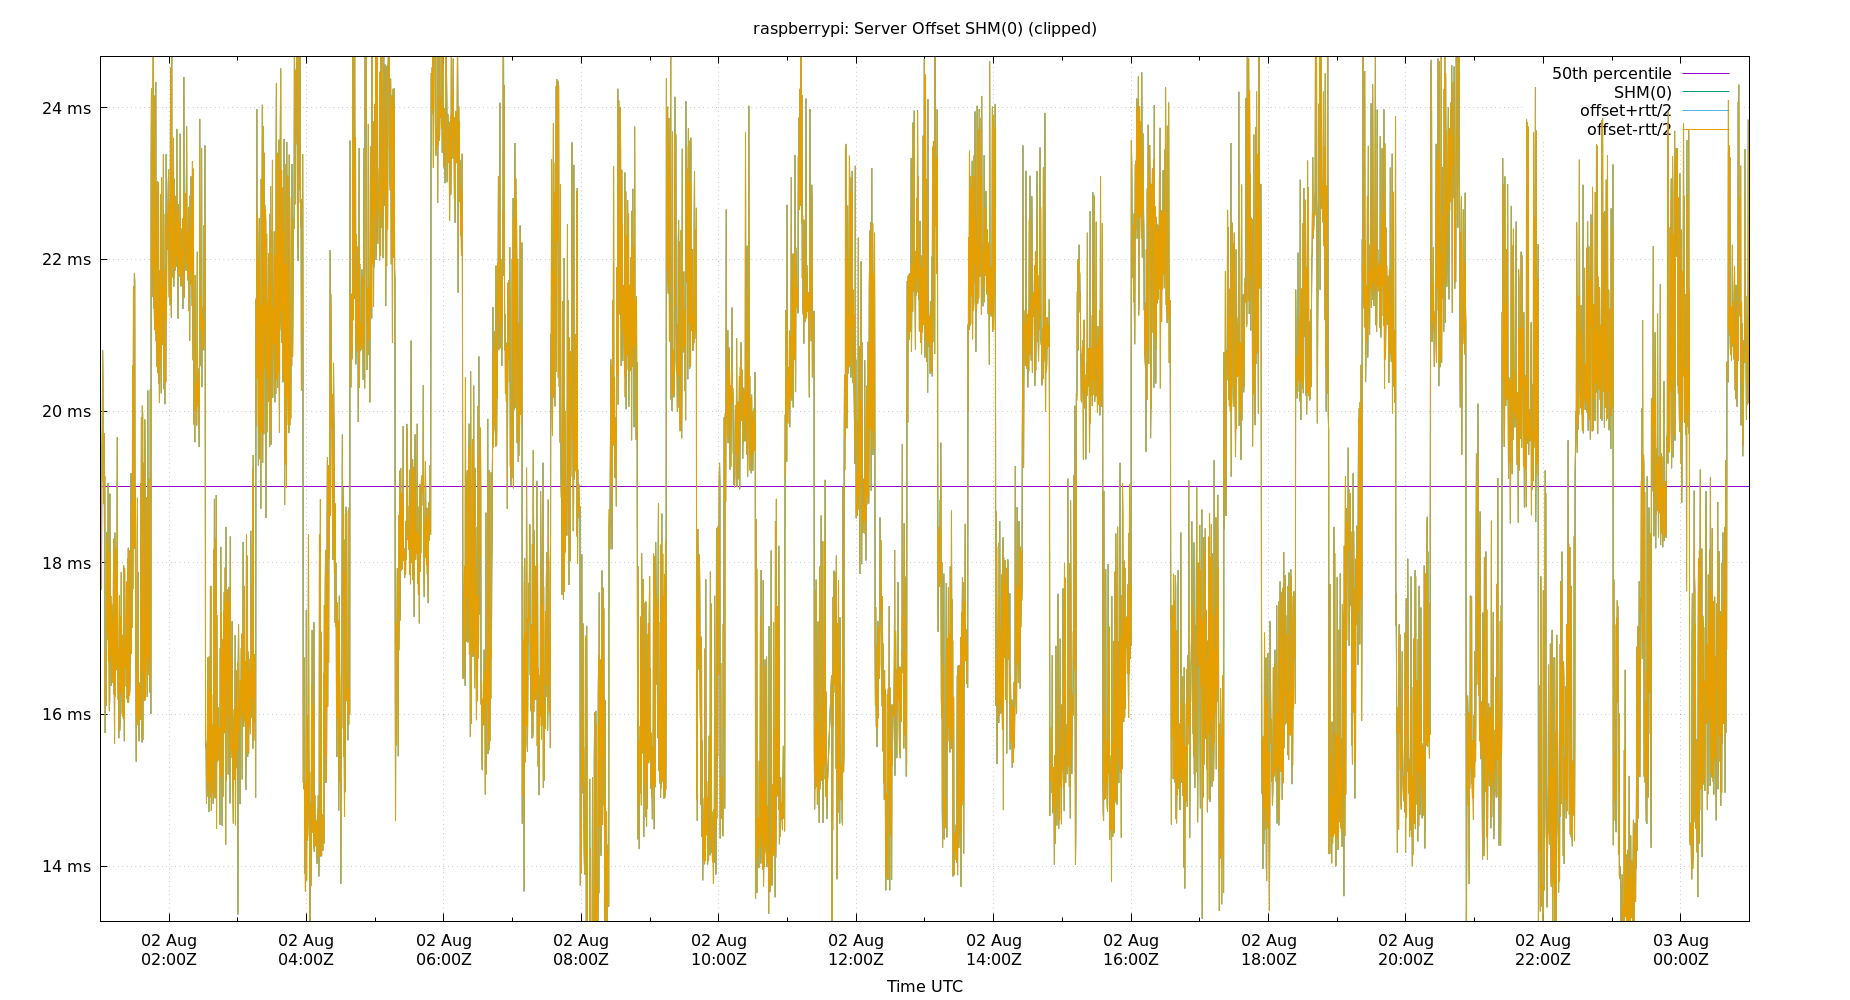 raspberrypi: Server Offset SHM(0) (clipped)
50th percentile
SHM(0)
offset+rtt/2
offset-rtt/2
24 ms
22 ms
20 ms
18 ms
16 ms
14 ms
02 Aug 02 Aug 02 Aug 02 Aug 02 Aug 02 Aug 02 Aug 02 Aug 02 Aug 02 Aug 02 Aug 03 Aug
02:00Z 04:00Z 06:00Z 08:00Z 10:00Z 12:00Z 14:00Z 16:00Z 18:00Z 20:00Z 22:00Z 00:00Z
Time UTC